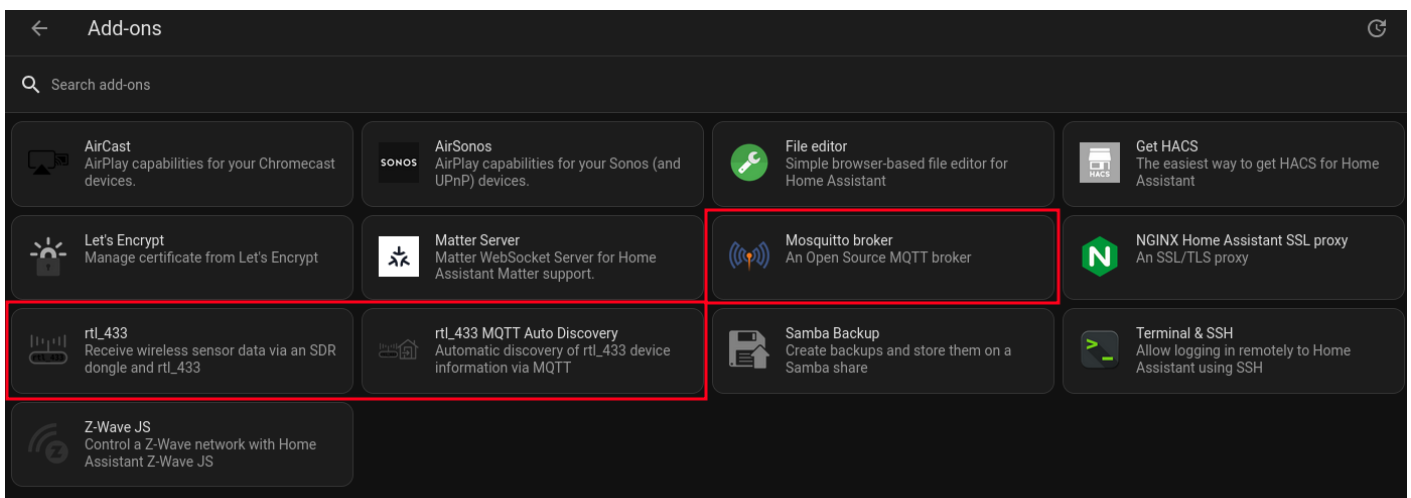 Add-ons
Search add-ons
AirCast
AirPlay capabilities for your Chromecast
devices.
SONOS
AirSonos
AirPlay capabilities for your Sonos (and
UPnP) devices.
File editor
Simple browser-based file editor for
Home Assistant
HACS
Get HACS
The easiest way to get HACS for Home
Assistant
Let's Encrypt
Manage certificate from Let's Encrypt
Matter Server
Matter WebSocket Server for Home
Assistant Matter support.
Mosquitto broker
An Open Source MQTT broker
N
NGINX Home Assistant SSL proxy
An SSL/TLS proxy
rtl_433
Receive wireless sensor data via an SDR
dongle and rtl_433
rtl_433 MQTT Auto Discovery
Automatic discovery of rtl_433 device
information via MQTT
Samba Backup
Create backups and store them on a
Samba share
>_
Terminal & SSH
Allow logging in remotely to Home
Assistant using SSH
Z
Z-Wave JS
Control a Z-Wave network with Home
Assistant Z-Wave JS